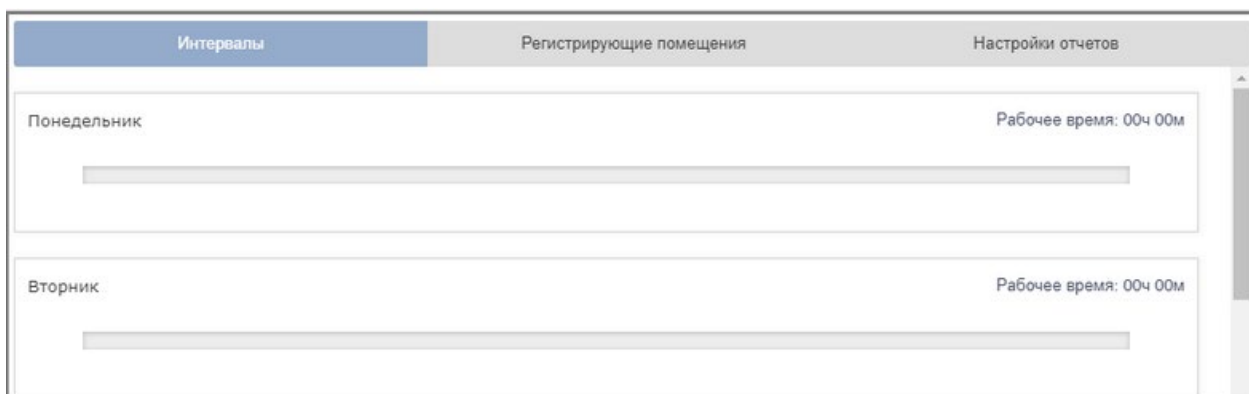 Интервалы Регистрирующие помещения Настройки отчетов
Понедельник Рабочее время: 00ч 00м
Вторник Рабочее время: 00ч 00м